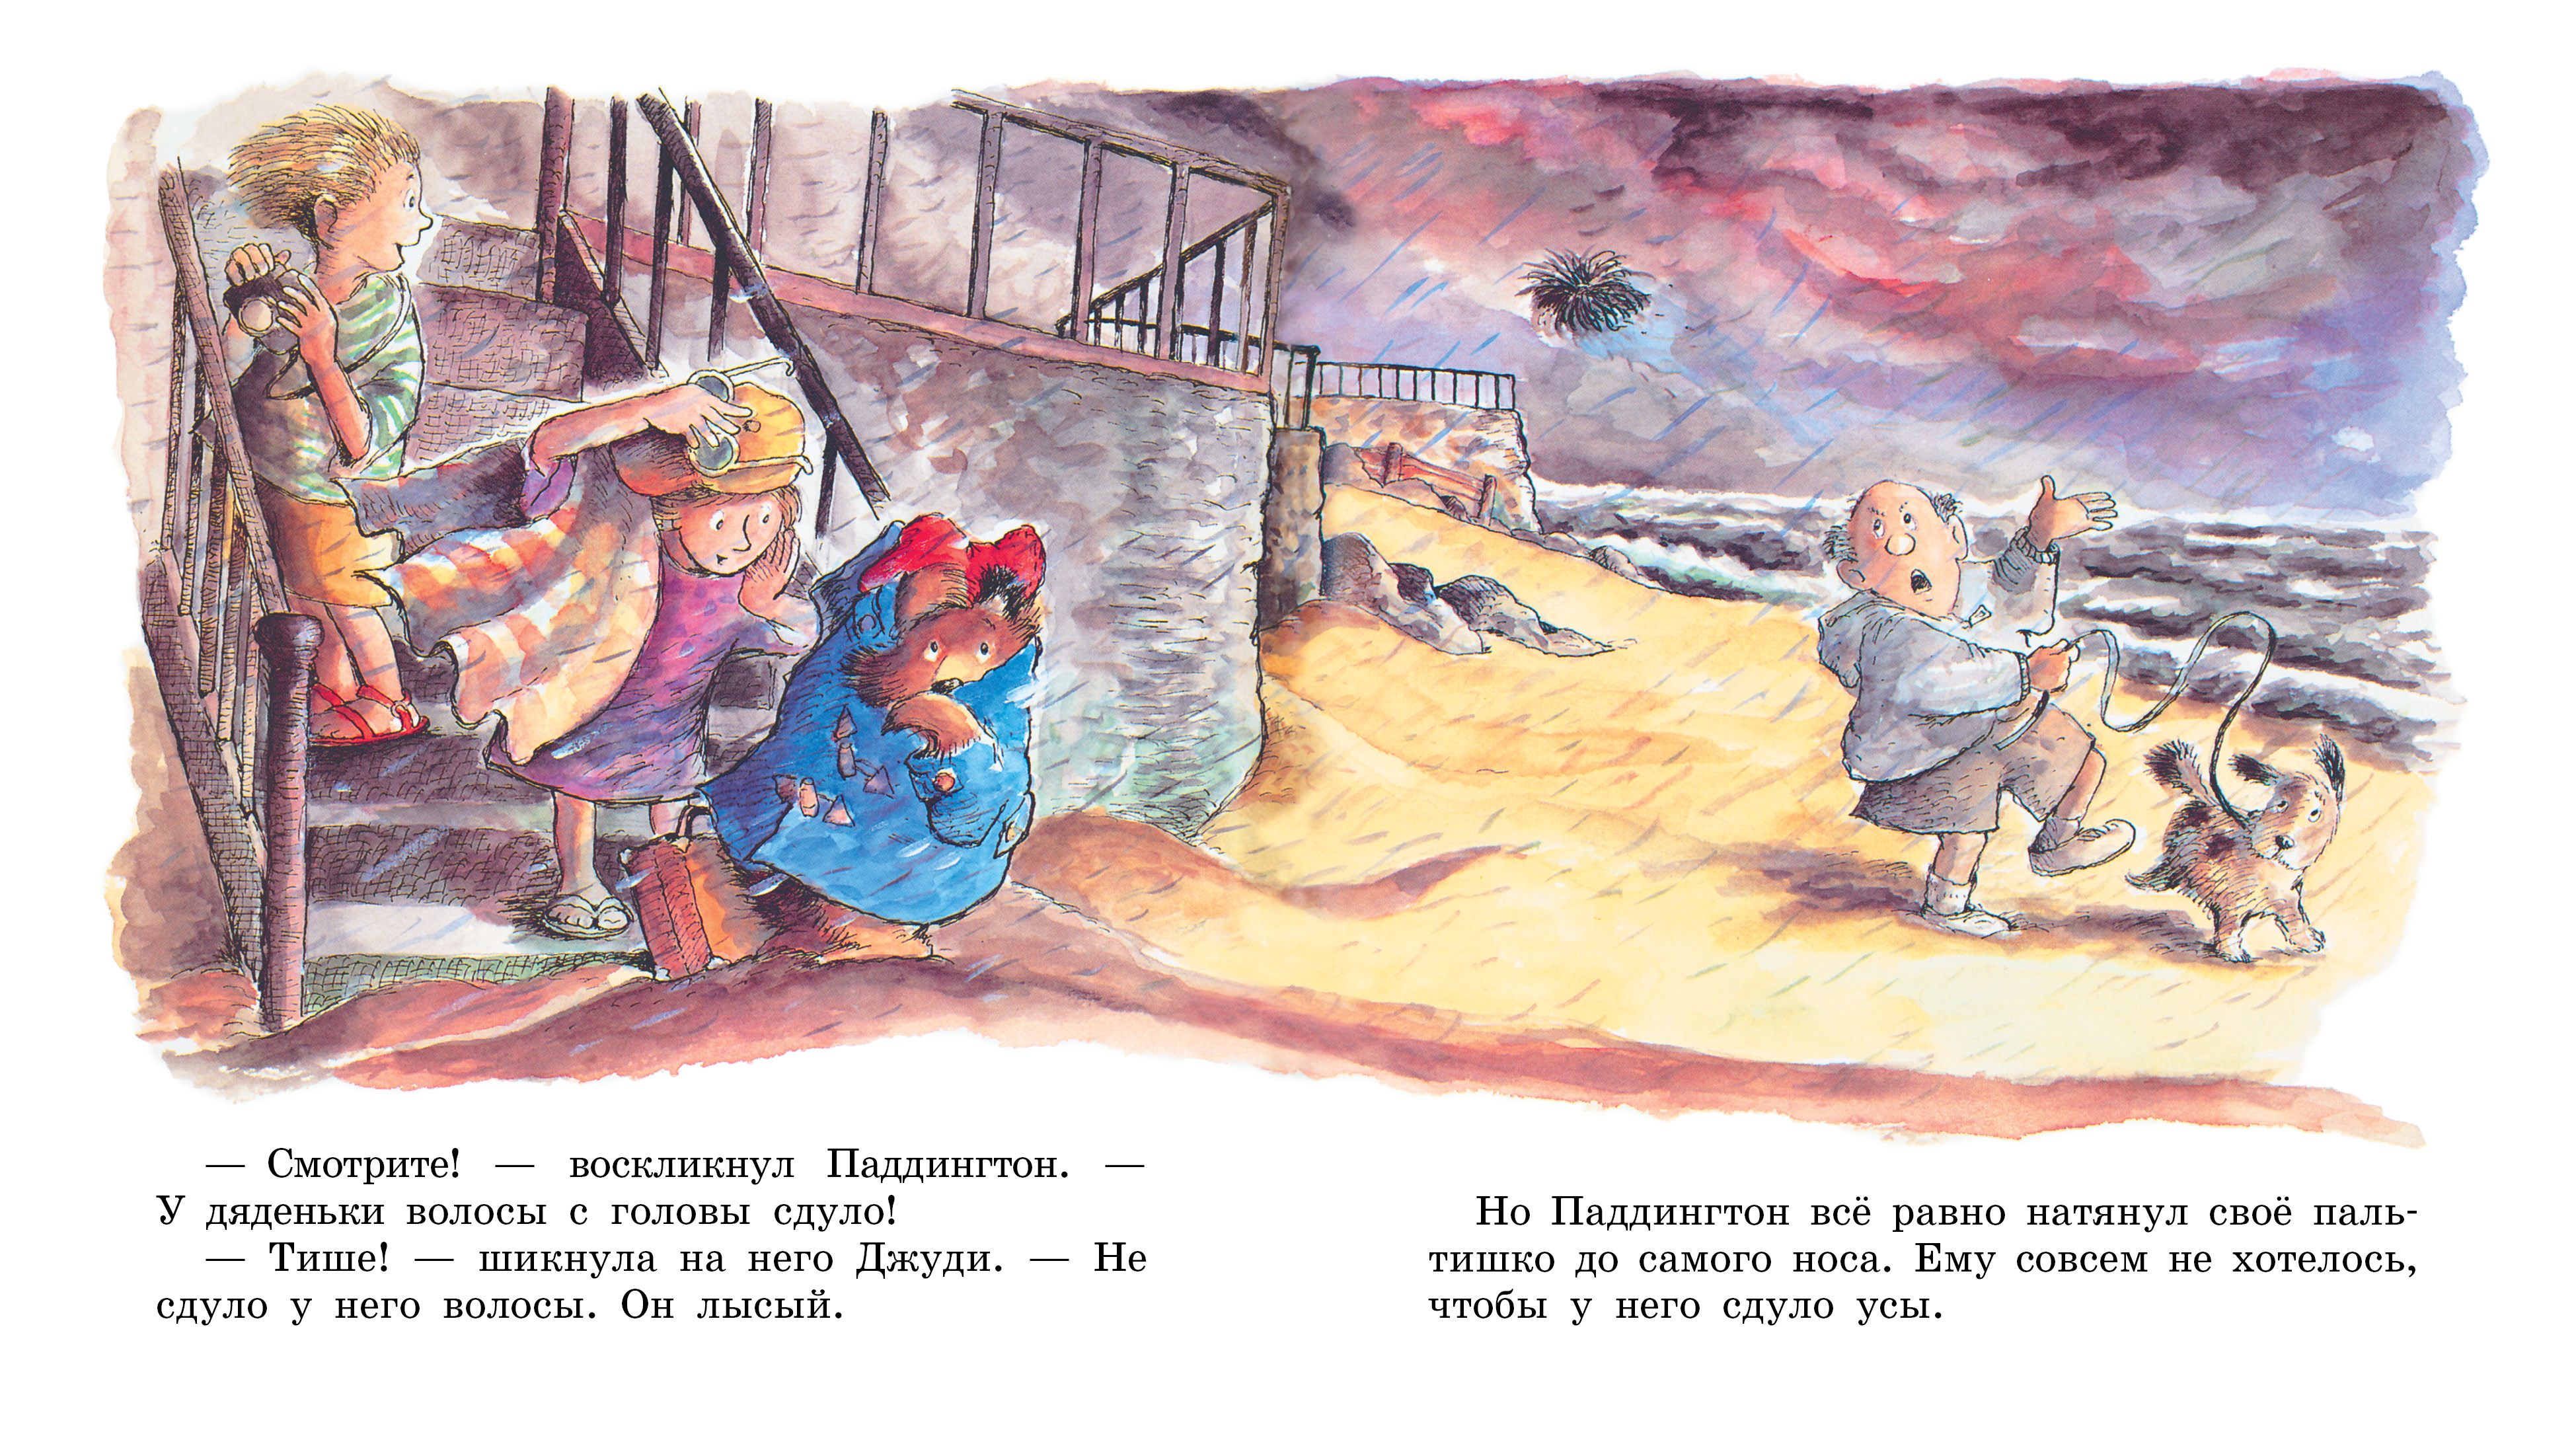 — Смотрите! — воскликнул Паддингтон. —
У дяденьки волосы с головы сдуло!
— Тише! — шикнула на него Джуди. — Не
сдуло у него волосы. Он лысый.
Но Паддингтон всё равно натянул своё паль-
тишко до самого носа. Ему совсем не хотелось,
чтобы у него сдуло усы.